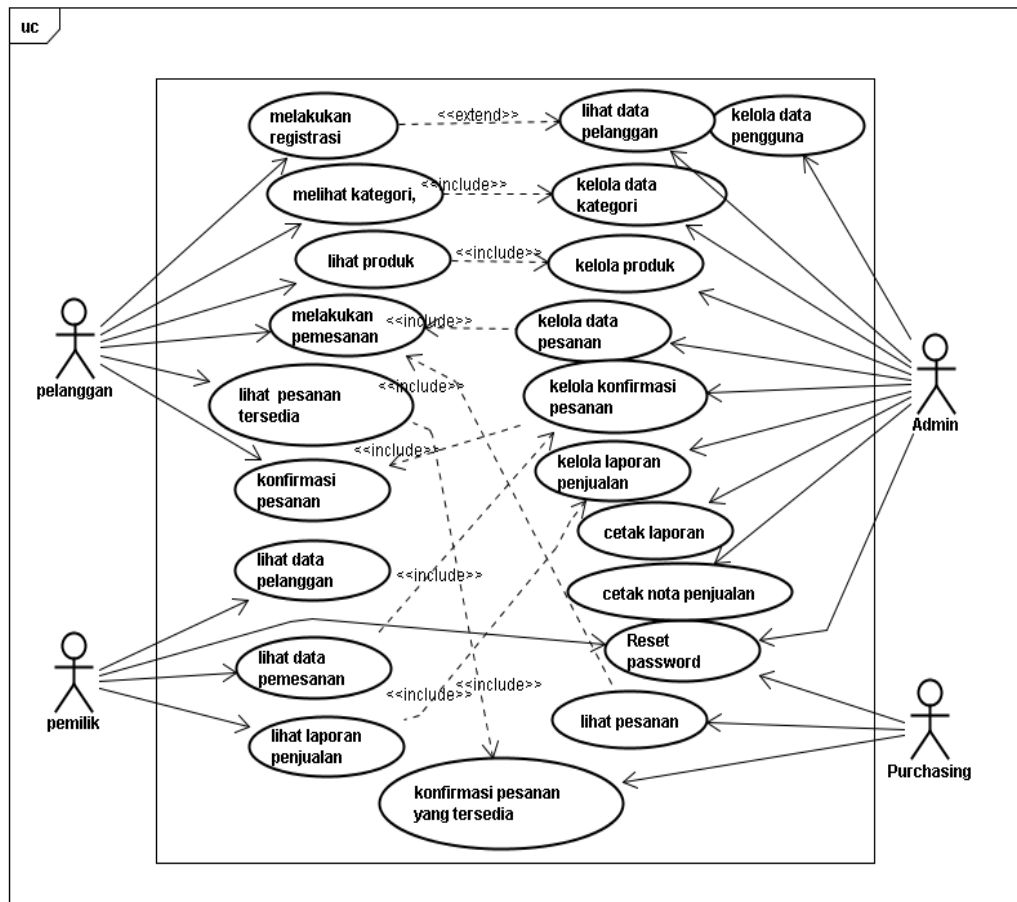 uc
melakukan
registrasi
<<extend>>
lihat data
pelanggan
kelola data
pengguna
melihat kategori,
<<include>>
kelola data
kategori
lihat produk
<<include>>
kelola produk
melakukan
pemesanan
<<include>>
kelola data
pesanan
pelanggan
lihat  pesanan
tersedia
<<include>>
kelola konfirmasi
pesanan
Admin
<<include>>
konfirmasi
pesanan
kelola laporan
penjualan
cetak laporan
lihat data
pelanggan
<<include>>
cetak nota penjualan
Reset
password
pemilik
lihat data
pemesanan
<<include>>
<<include>>
lihat pesanan
lihat laporan
penjualan
Purchasing
konfirmasi pesanan
yang tersedia